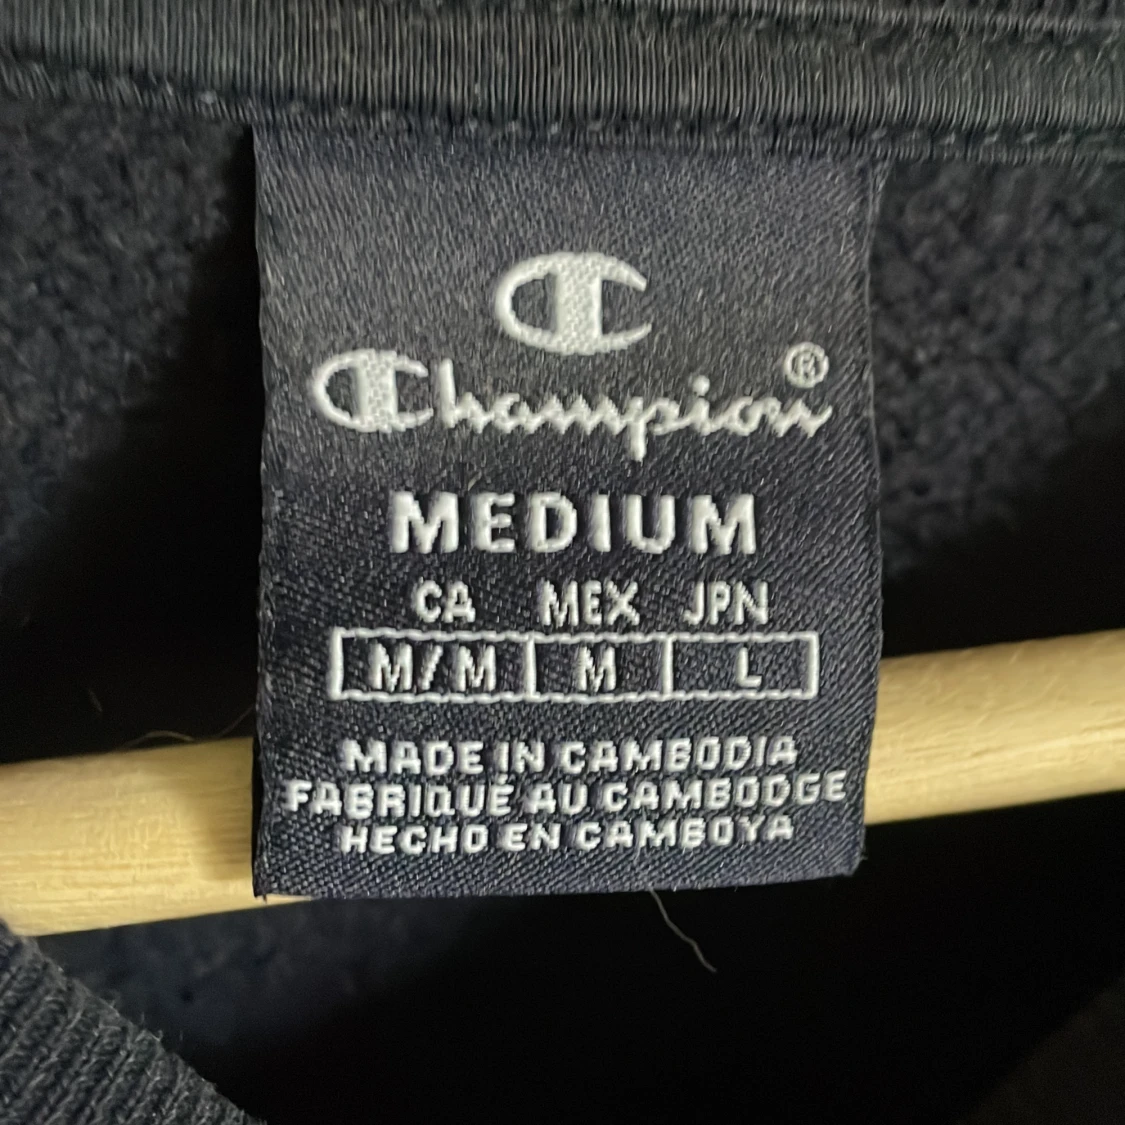 Champion®
MEDIUM
CA MEX JPN
M/M M L
MADE IN CAMBODIA
FABRIQUÉ AU CAMBODGE
HECHO EN CAMBOYA